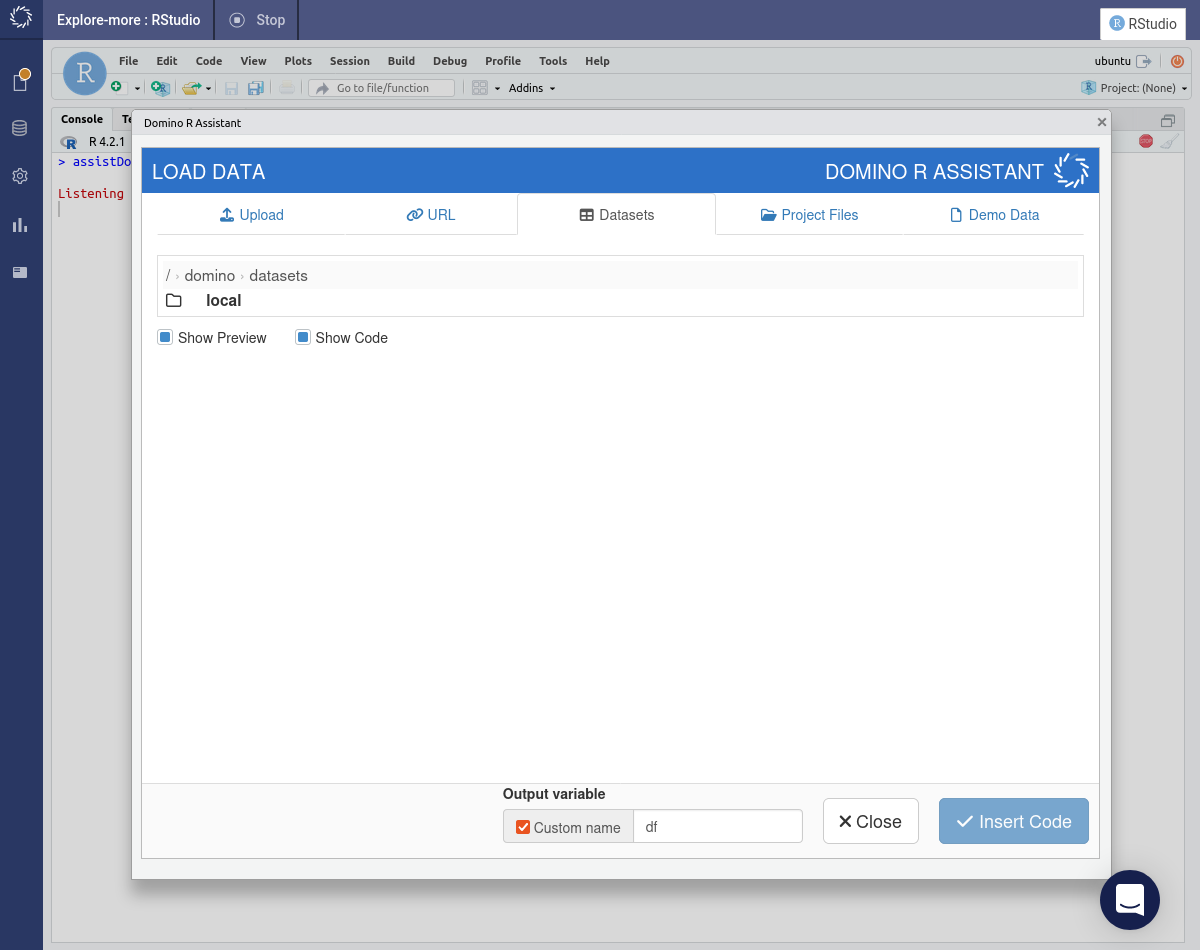 Explore-more : RStudio
Stop
RStudio
R
File Edit Code View Plots Session Build Debug Profile Tools Help
ubuntu
Go to file/function
Addins
Project: (None)
Console
Te
R 4.2.1
> assistDo
Listening
Domino R Assistant
LOAD DATA
DOMINO R ASSISTANT
Upload
URL
Datasets
Project Files
Demo Data
/ › domino › datasets
local
Show Preview
Show Code
Output variable
Custom name
df
Close
Insert Code